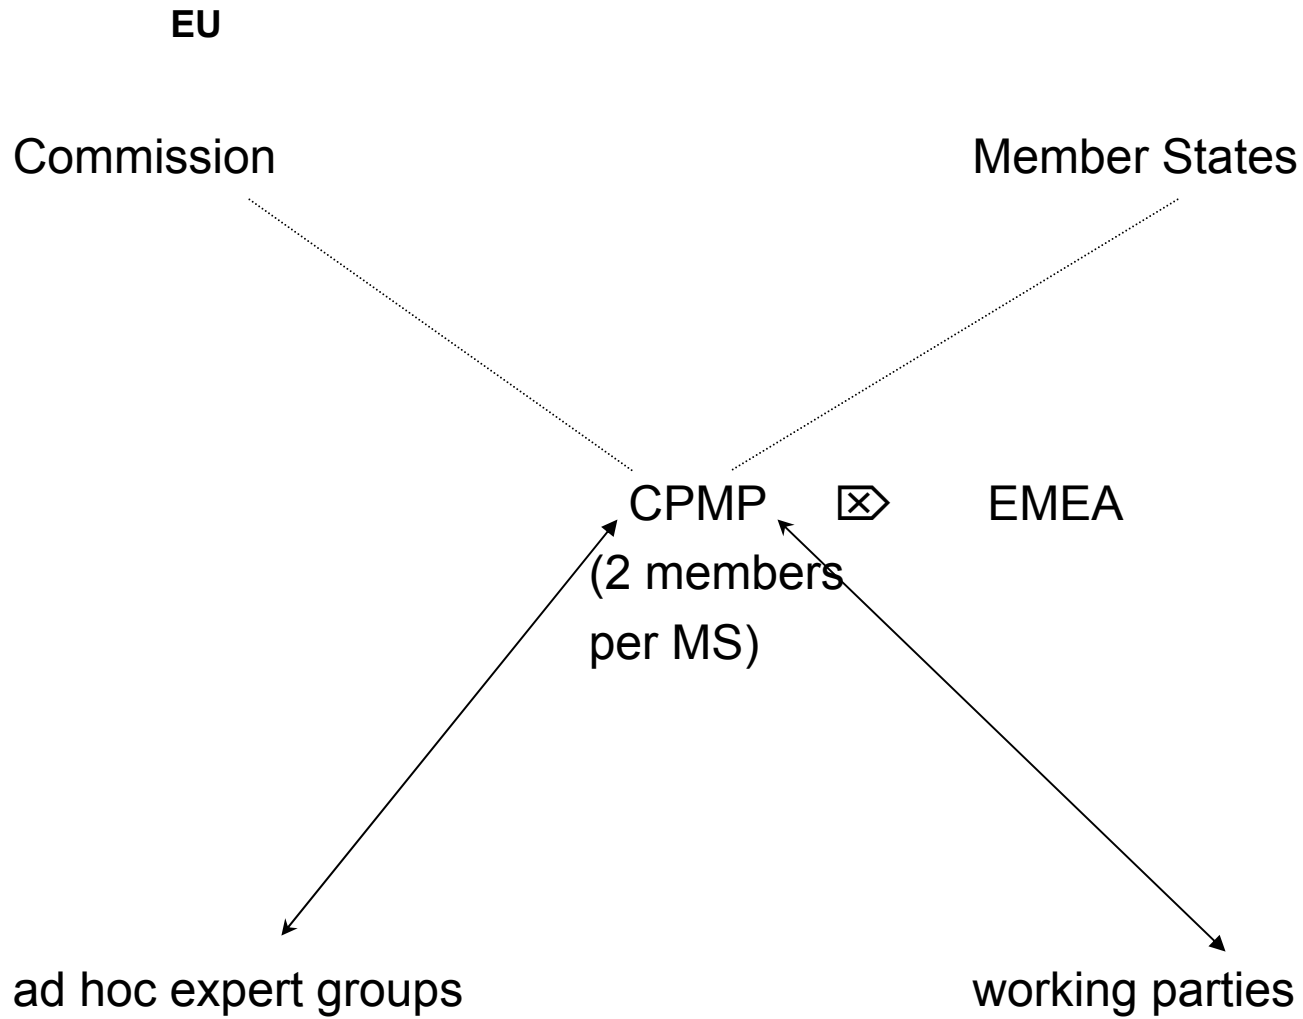 EU
Commission Member States
CPMP ⌦ EMEA
(2 members
per MS)
ad hoc expert groups working parties